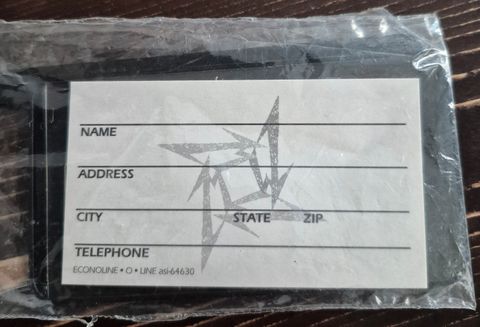 NAME
ADDRESS
CITY STATE ZIP
TELEPHONE
ECONOLINE • O • LINE asi-64630